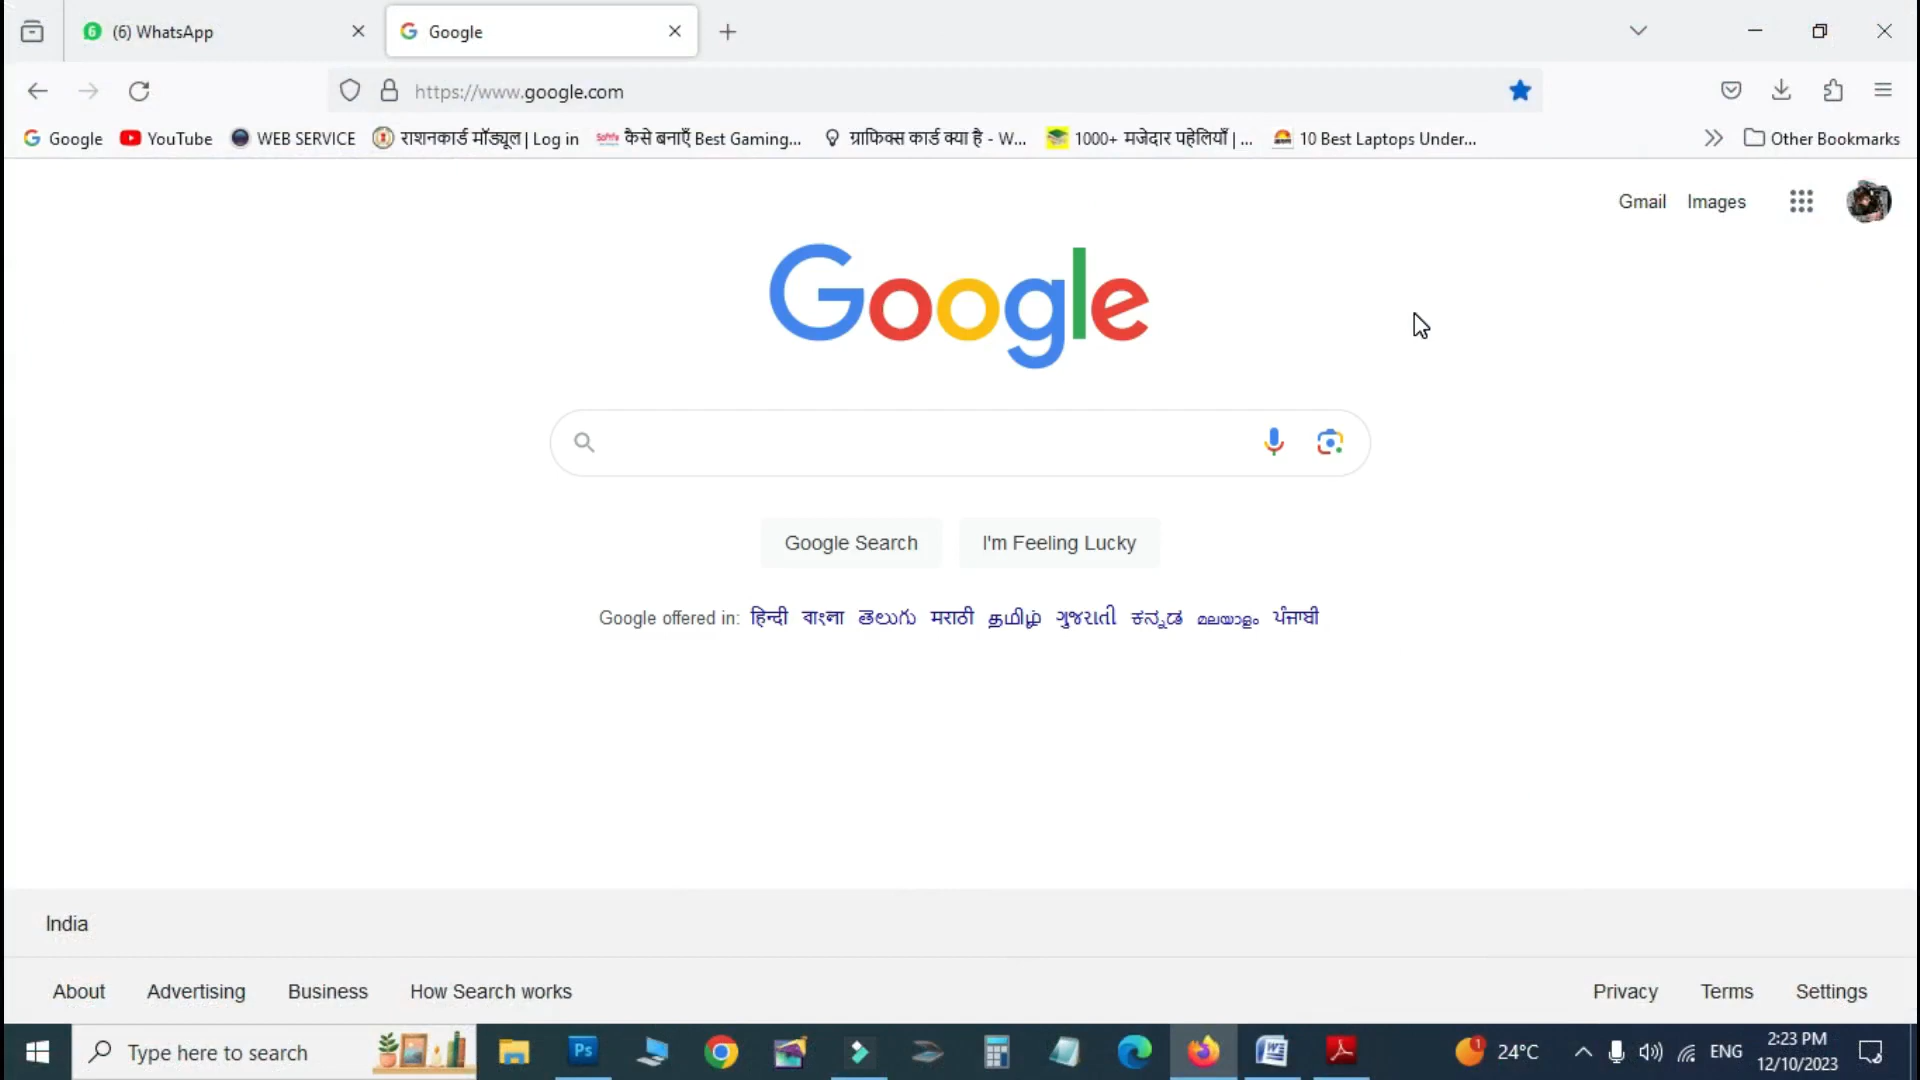 (6) WhatsApp
Google
https://www.google.com
Google YouTube WEB SERVICE राशनकार्ड मॉड्यूल | Log in कैसे बनाएँ Best Gaming... ग्राफिक्स कार्ड क्या है - W... 1000+ मजेदार पहेलियाँ | ... 10 Best Laptops Under... Other Bookmarks
Gmail Images
Google
Google Search I'm Feeling Lucky
Google offered in: हिन्दी বাংলা తెలుగు मराठी தமிழ் ગુજરાતી ಕನ್ನಡ മലയാളം ਪੰਜਾਬੀ
India
About Advertising Business How Search works Privacy Terms Settings
Type here to search Ps 1 24°C ENG 2:23 PM
12/10/2023